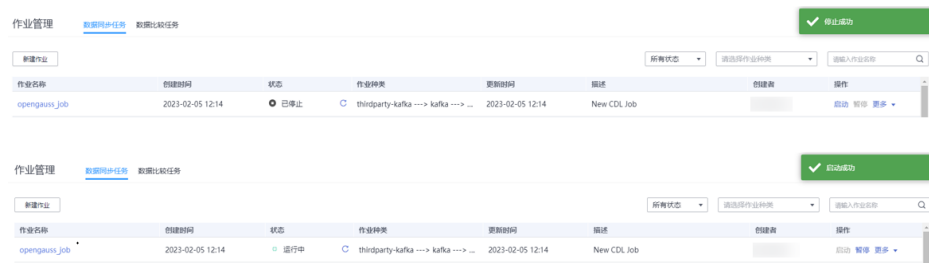 作业管理 数据同步任务 数据比较任务 停止成功
新建作业 所有状态 请选择作业种类 请输入作业名称
作业名称 创建时间 状态 作业种类 更新时间 描述 创建者 操作
opengauss_job 2023-02-05 12:14 已停止 thirdparty-kafka ---> kafka ---> ... 2023-02-05 12:14 New CDL Job 启动 暂停 更多
作业管理 数据同步任务 数据比较任务 启动成功
新建作业 所有状态 请选择作业种类 请输入作业名称
作业名称 创建时间 状态 作业种类 更新时间 描述 创建者 操作
opengauss_job 2023-02-05 12:14 运行中 thirdparty-kafka ---> kafka ---> ... 2023-02-05 12:14 New CDL Job 启动 暂停 更多